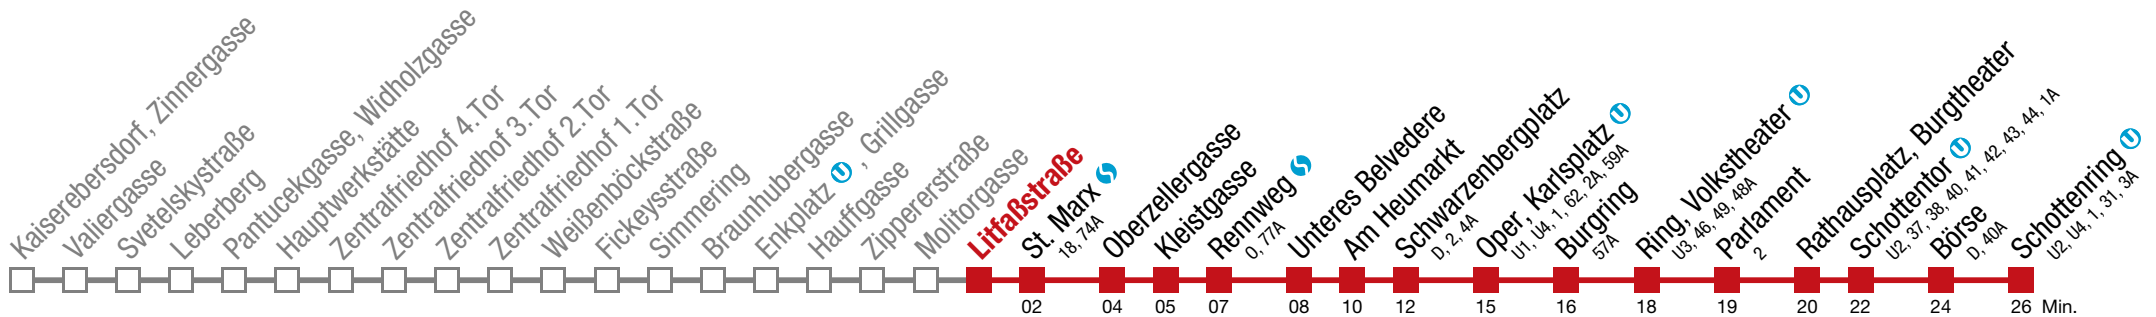 Kaiserebersdorf, Zinnergasse
Valiergasse
Svetelskystraße
Leberberg
Pantucekgasse, Widholzgasse
Hauptwerkstätte
Zentralfriedhof 4.Tor
Zentralfriedhof 3.Tor
Zentralfriedhof 2.Tor
Zentralfriedhof 1.Tor
Weißenböckstraße
Fickeysstraße
Simmering
Braunhubergasse
Enkplatz U , Grillgasse
Hauffgasse
Zippererstraße
Molitorgasse
Litfaßstraße
St. Marx S
18, 74A
Oberzellergasse
Kleistgasse
Rennweg S
O, 77A
Unteres Belvedere
Am Heumarkt
Schwarzenbergplatz
D, 2, 4A
Oper, Karlsplatz U
U1, U4, 1, 62, 2A, 59A
Burgring
57A
Ring, Volkstheater U
U3, 46, 49, 48A
Parlament
2
Rathausplatz, Burgtheater
Schottentor U
U2, 37, 38, 40, 41, 42, 43, 44, 1A
Börse
D, 40A
Schottenring U
U2, U4, 1, 31, 3A
02 04 05 07 08 10 12 15 16 18 19 20 22 24 26 Min.